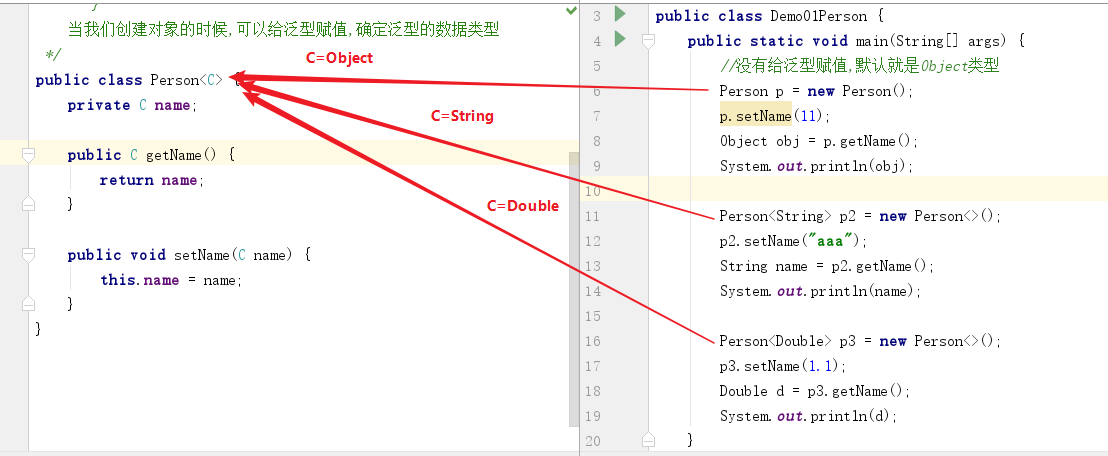 }
当我们创建对象的时候,可以给泛型赋值,确定泛型的数据类型
*/
public class Person<C> {
private C name;
public C getName() {
return name;
}
public void setName(C name) {
this.name = name;
}
}
C=Object
C=String
C=Double
3 public class Demo01Person {
4 public static void main(String[] args) {
5 //没有给泛型赋值,默认就是Object类型
6 Person p = new Person();
7 p.setName(11);
8 Object obj = p.getName();
9 System.out.println(obj);
10
11 Person<String> p2 = new Person<>();
12 p2.setName("aaa");
13 String name = p2.getName();
14 System.out.println(name);
15
16 Person<Double> p3 = new Person<>();
17 p3.setName(1.1);
18 Double d = p3.getName();
19 System.out.println(d);
20 }